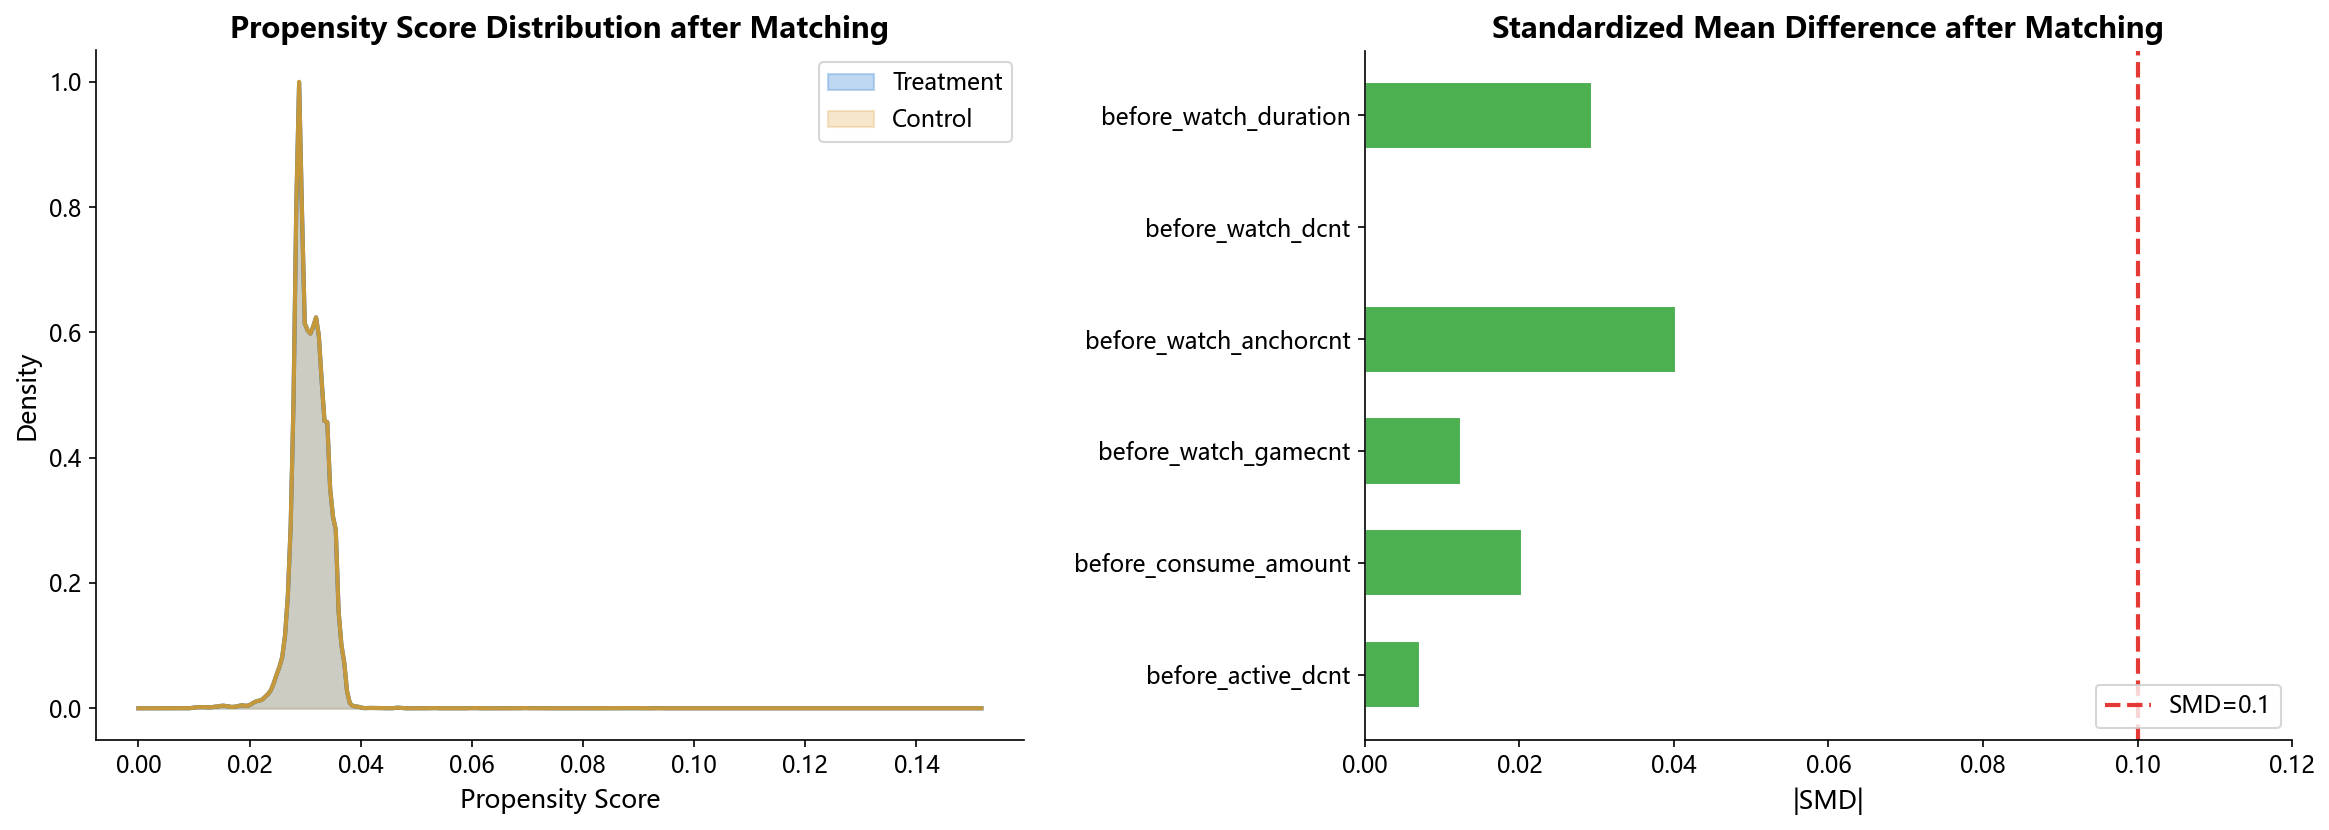 Propensity Score Distribution after Matching
Treatment
Control
1.0
0.8
0.6
0.4
0.2
0.0
Density
0.00 0.02 0.04 0.06 0.08 0.10 0.12 0.14
Propensity Score
Standardized Mean Difference after Matching
before_watch_duration
before_watch_dcnt
before_watch_anchorcnt
before_watch_gamecnt
before_consume_amount
before_active_dcnt
SMD=0.1
0.00 0.02 0.04 0.06 0.08 0.10 0.12
|SMD|